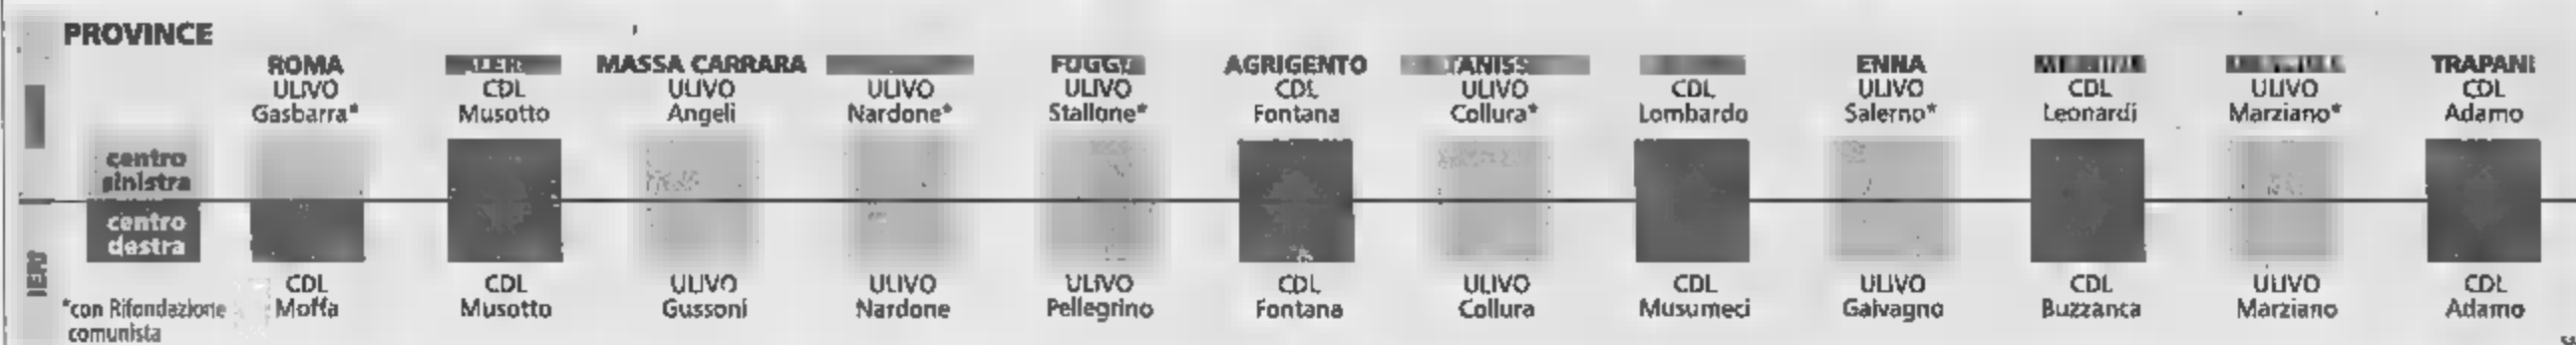 PROVINCE
ROMA MASSA CARRARA AGRIGENTO ENNA TRAPANI
ULIVO CDL ULIVO ULIVO ULIVO CDL ULIVO CDL ULIVO CDL ULIVO CDL
Gasbarra* Musotto Angeli Nardone* Stallone* Fontana Collura* Lombardo Salerno* Leonardi Marziano* Adamo
centro
sinistra
centro
destra
IERI
CDL CDL ULIVO ULIVO ULIVO CDL ULIVO CDL ULIVO CDL ULIVO CDL
Moffa Musotto Gussoni Nardone Pellegrino Fontana Collura Musumeci Galvagno Buzzanca Marziano Adamo
*con Rifondazione
comunista